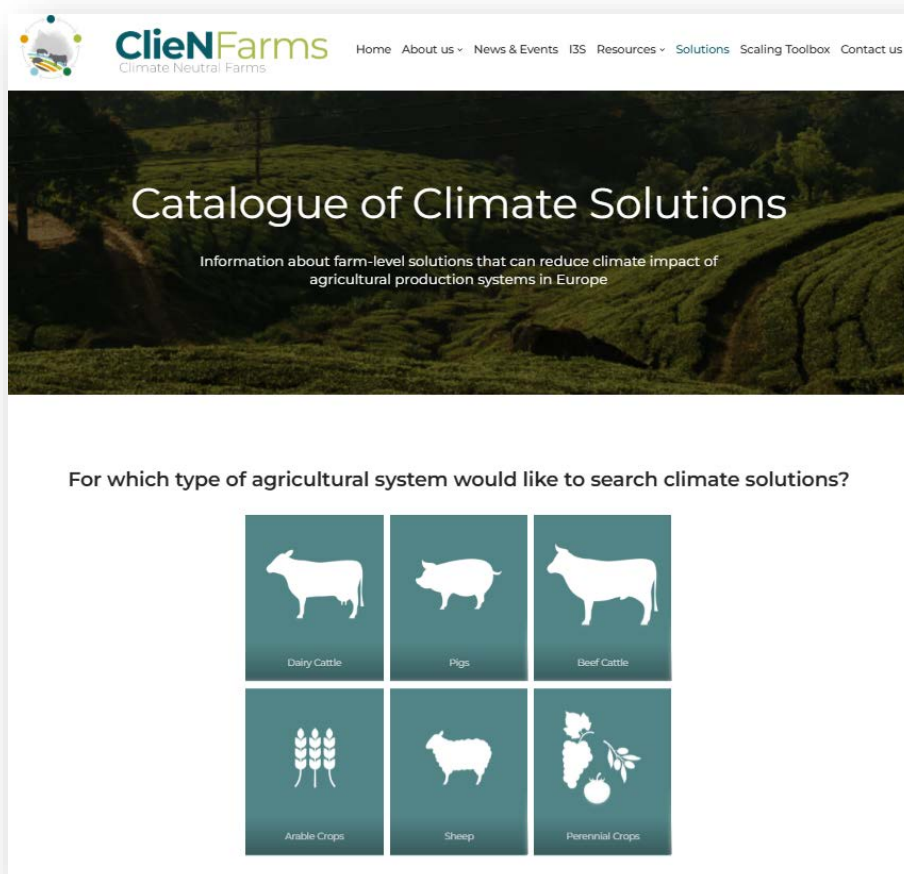 ClieNFarms
Climate Neutral Farms
Home About us News & Events I3S Resources Solutions Scaling Toolbox Contact us
Catalogue of Climate Solutions
Information about farm-level solutions that can reduce climate impact of
agricultural production systems in Europe
For which type of agricultural system would like to search climate solutions?
Dairy Cattle Pigs Beef Cattle
Arable Crops Sheep Perennial Crops